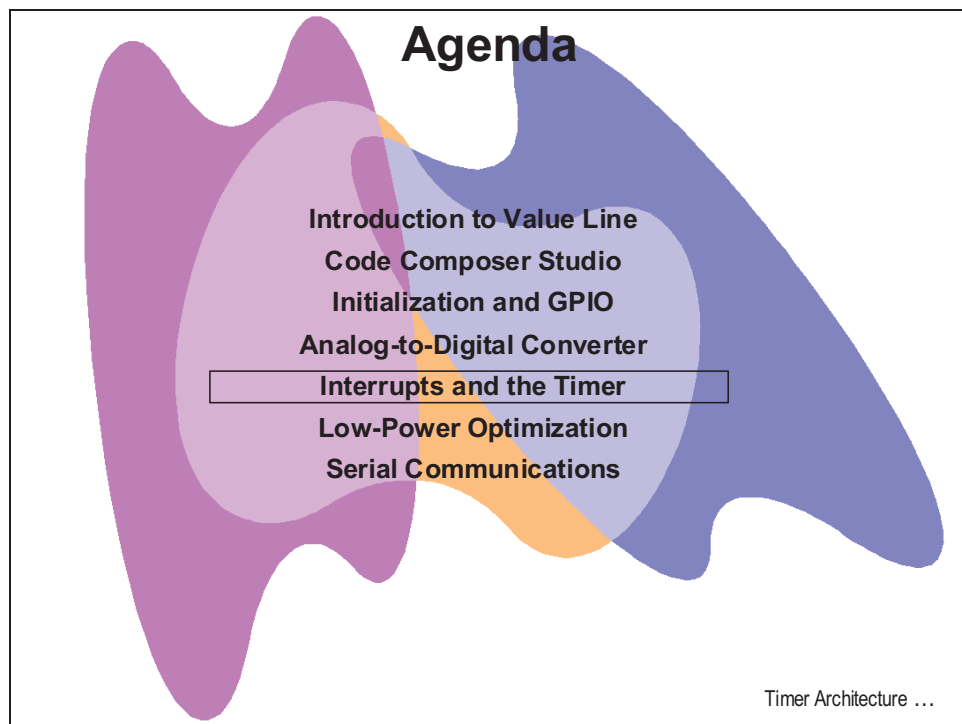 Agenda
Introduction to Value Line
Code Composer Studio
Initialization and GPIO
Analog-to-Digital Converter
Interrupts and the Timer
Low-Power Optimization
Serial Communications
Timer Architecture …